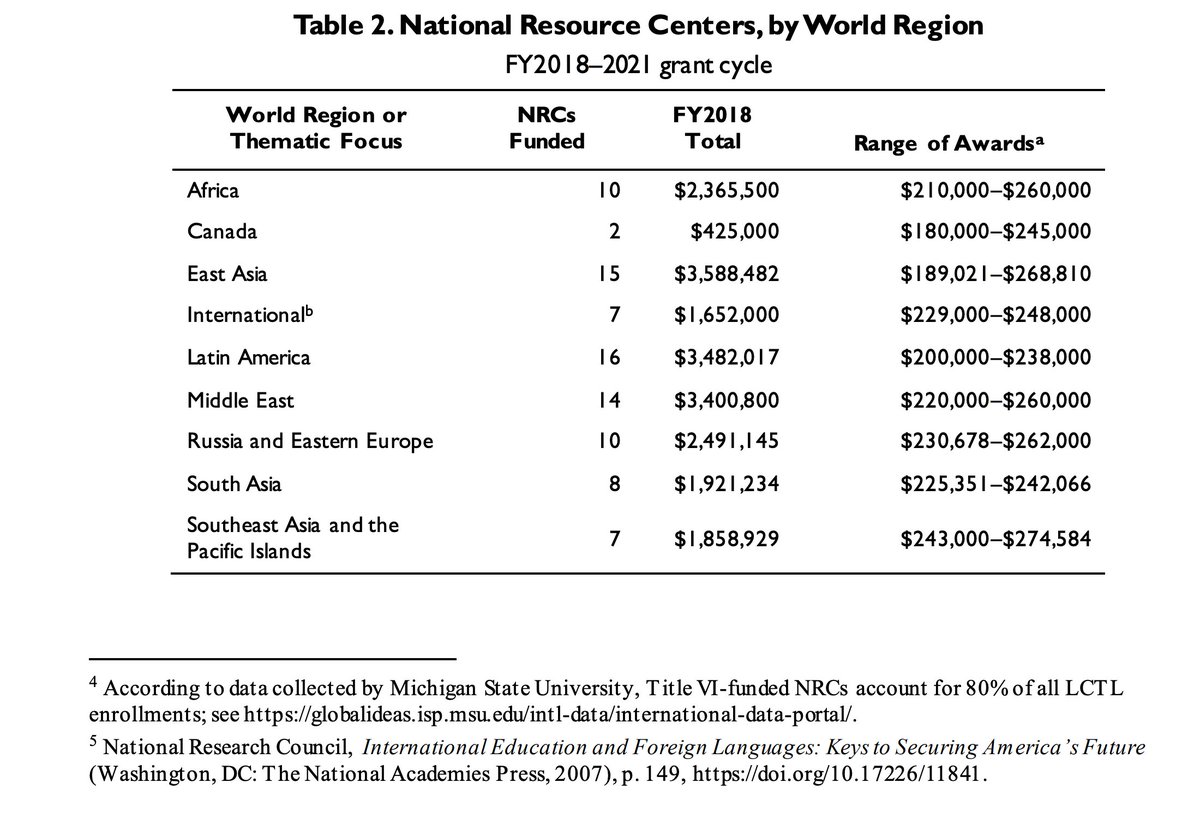 Table 2. National Resource Centers, by World Region
FY2018–2021 grant cycle
World Region or Thematic Focus NRCs Funded FY2018 Total Range of Awardsᵃ
Africa 10 $2,365,500 $210,000–$260,000
Canada 2 $425,000 $180,000–$245,000
East Asia 15 $3,588,482 $189,021–$268,810
Internationalᵇ 7 $1,652,000 $229,000–$248,000
Latin America 16 $3,482,017 $200,000–$238,000
Middle East 14 $3,400,800 $220,000–$260,000
Russia and Eastern Europe 10 $2,491,145 $230,678–$262,000
South Asia 8 $1,921,234 $225,351–$242,066
Southeast Asia and the Pacific Islands 7 $1,858,929 $243,000–$274,584
⁴ According to data collected by Michigan State University, Title VI-funded NRCs account for 80% of all LCTL
enrollments; see https://globalideas.isp.msu.edu/intl-data/international-data-portal/.
⁵ National Research Council, International Education and Foreign Languages: Keys to Securing America's Future
(Washington, DC: The National Academies Press, 2007), p. 149, https://doi.org/10.17226/11841.